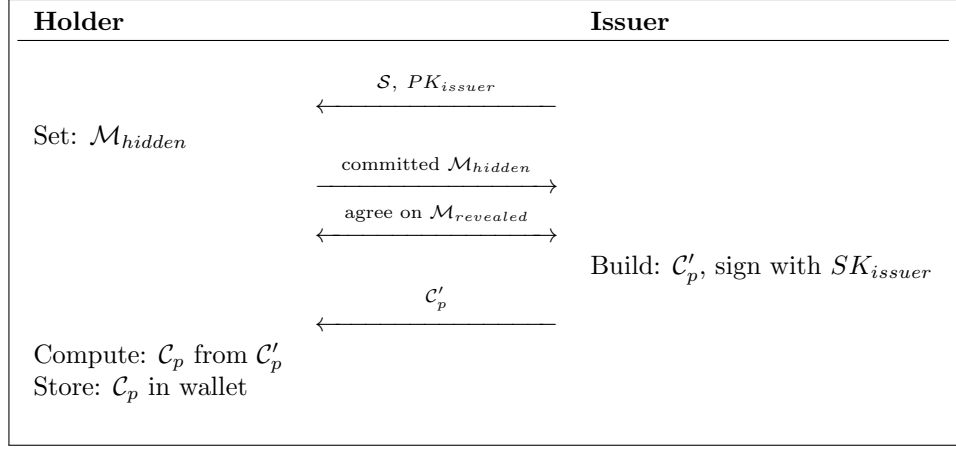 Holder Issuer
𝒮, PK_issuer
Set: ℳ_hidden
committed ℳ_hidden
agree on ℳ_revealed
Build: 𝒞′_p, sign with SK_issuer
𝒞′_p
Compute: 𝒞_p from 𝒞′_p
Store: 𝒞_p in wallet